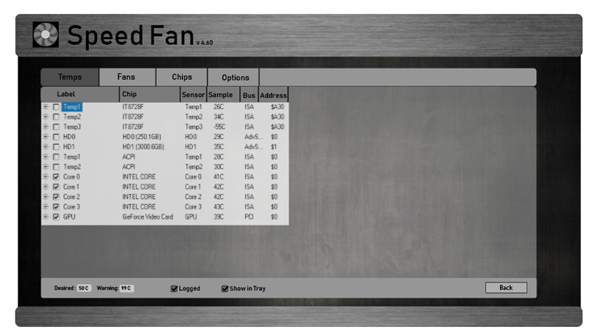 Speed Fan v 4.60
Temps Fans Chips Options
Label Chip Sensor Sample Bus Address
Temp1 IT8728F Temp1 26C ISA $A30
Temp2 IT8728F Temp2 34C ISA $A30
Temp3 IT8728F Temp3 -55C ISA $A30
HD0 HD0 (250.1GB) HD0 29C AdvS... $0
HD1 HD1 (3000.6GB) HD1 35C AdvS... $1
Temp1 ACPI Temp1 28C ISA $0
Temp2 ACPI Temp2 30C ISA $0
Core 0 INTEL CORE Core 0 41C ISA $0
Core 1 INTEL CORE Core 1 42C ISA $0
Core 2 INTEL CORE Core 2 42C ISA $0
Core 3 INTEL CORE Core 3 43C ISA $0
GPU GeForce Video Card GPU 39C PCI $0
Desired: 50 C Warning: 99 C Logged Show in Tray Back